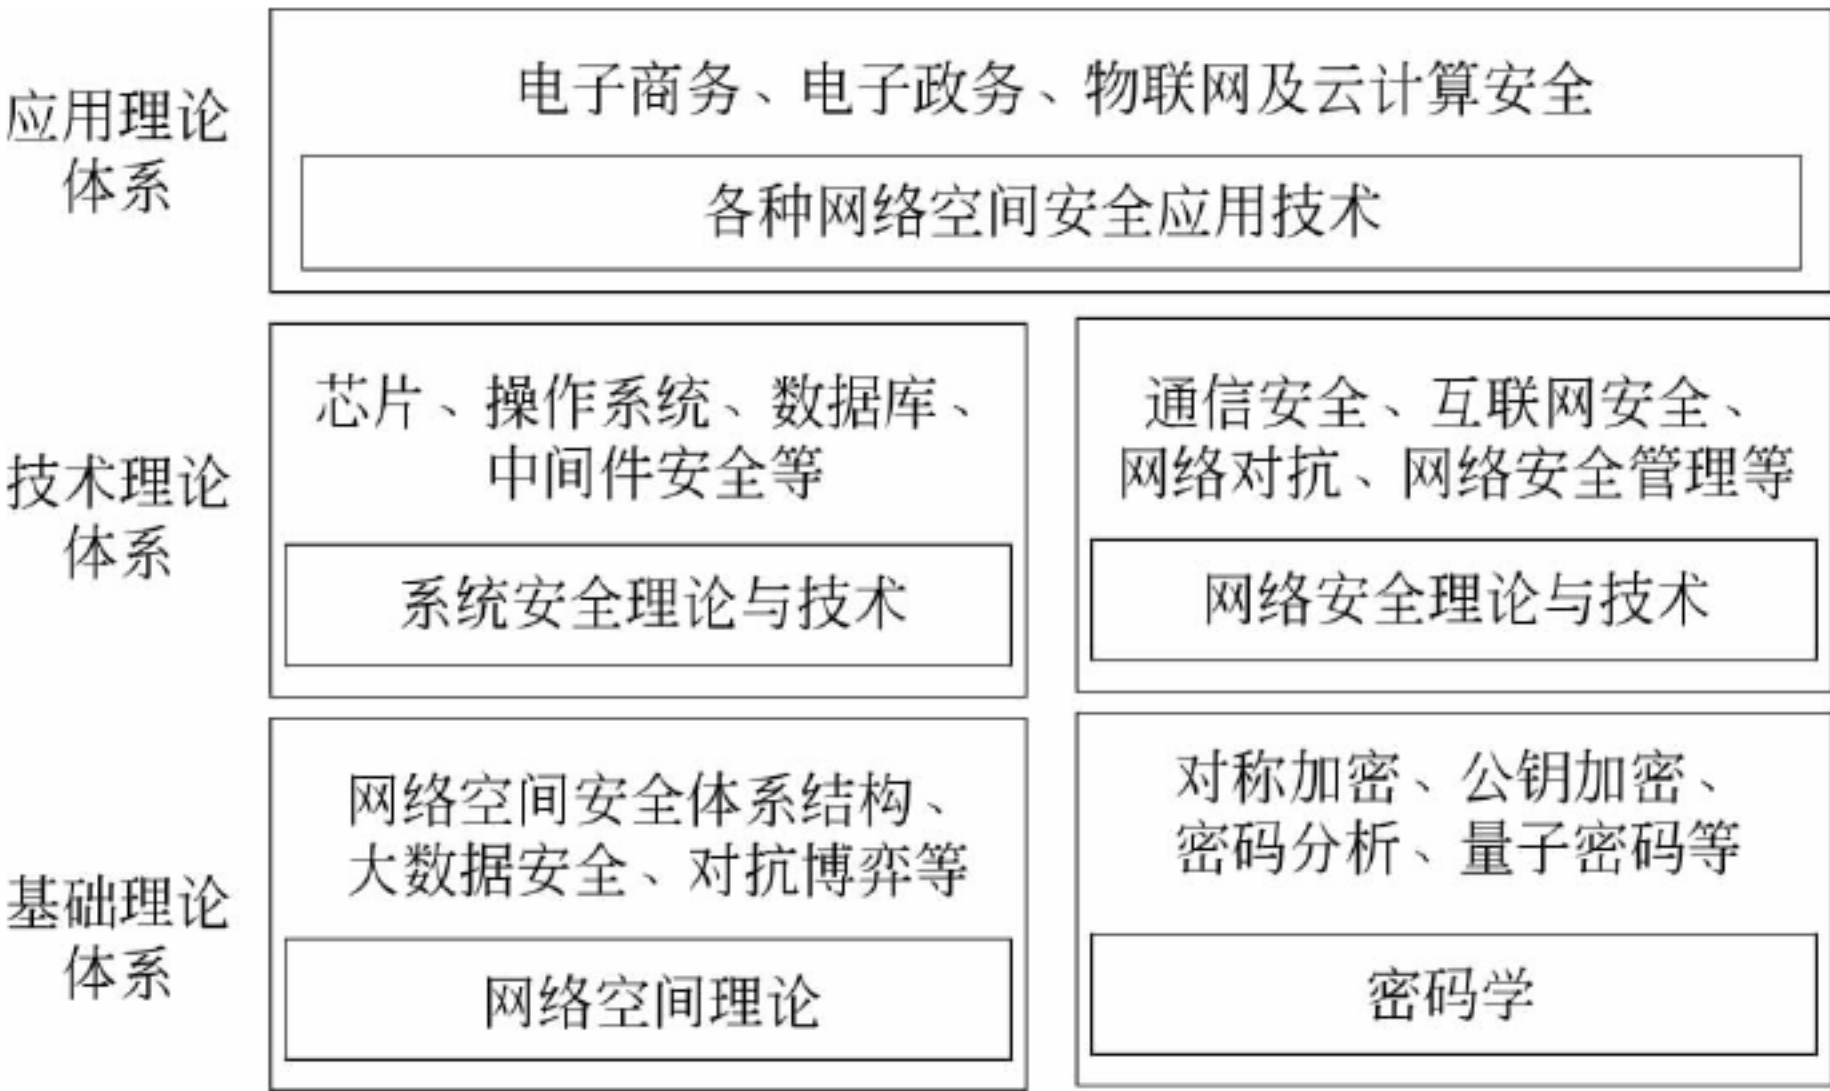 应用理论
体系
电子商务、电子政务、物联网及云计算安全
各种网络空间安全应用技术
技术理论
体系
芯片、操作系统、数据库、
中间件安全等
系统安全理论与技术
通信安全、互联网安全、
网络对抗、网络安全管理等
网络安全理论与技术
基础理论
体系
网络空间安全体系结构、
大数据安全、对抗博弈等
网络空间理论
对称加密、公钥加密、
密码分析、量子密码等
密码学